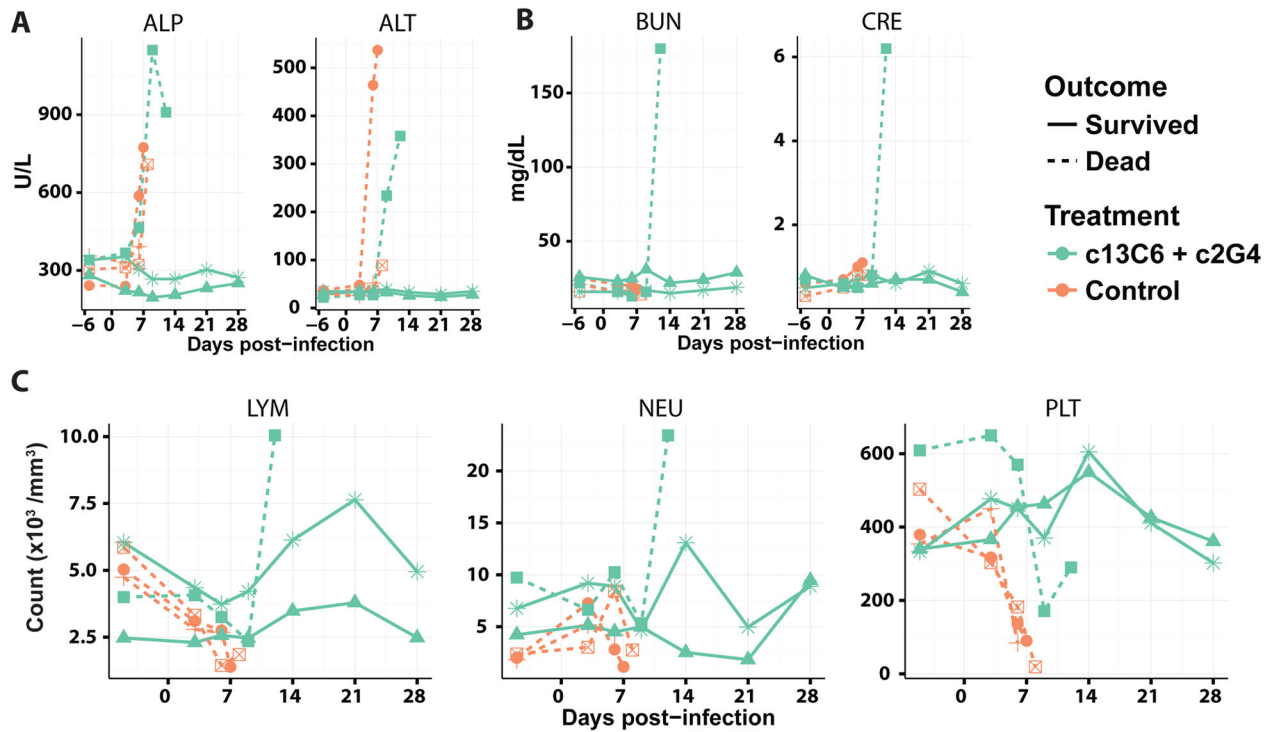 A
ALP
ALT
U/L
900
600
300
500
400
300
200
100
0
−6 0 7 14 21 28
−6 0 7 14 21 28
Days post−infection
B
BUN
CRE
mg/dL
150
100
50
6
4
2
−6 0 7 14 21 28
−6 0 7 14 21 28
Days post−infection
Outcome
Survived
Dead
Treatment
c13C6 + c2G4
Control
C
LYM
NEU
PLT
Count (x10³ /mm³)
10.0
7.5
5.0
2.5
20
15
10
5
600
400
200
0
0 7 14 21 28
0 7 14 21 28
0 7 14 21 28
Days post−infection